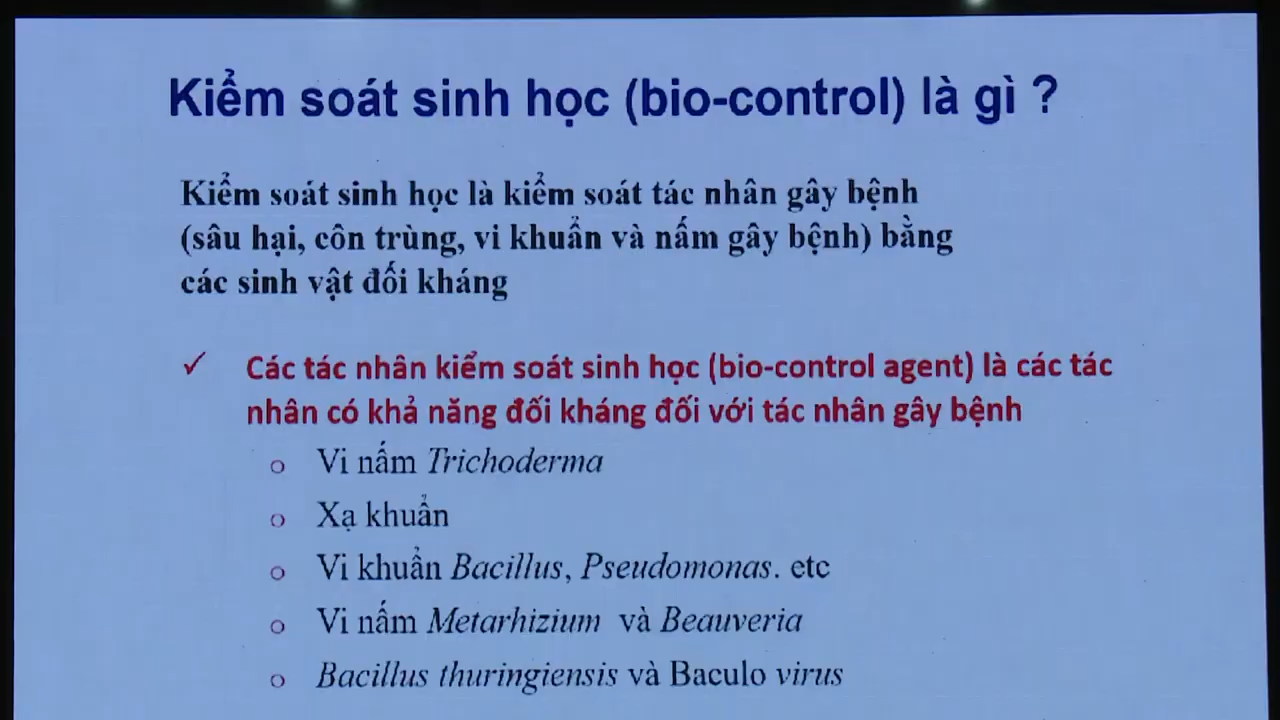 Kiểm soát sinh học (bio-control) là gì ?
Kiểm soát sinh học là kiểm soát tác nhân gây bệnh
(sâu hại, côn trùng, vi khuẩn và nấm gây bệnh) bằng
các sinh vật đối kháng
✓ Các tác nhân kiểm soát sinh học (bio-control agent) là các tác
nhân có khả năng đối kháng đối với tác nhân gây bệnh
o Vi nấm Trichoderma
o Xạ khuẩn
o Vi khuẩn Bacillus, Pseudomonas. etc
o Vi nấm Metarhizium và Beauveria
o Bacillus thuringiensis và Baculo virus